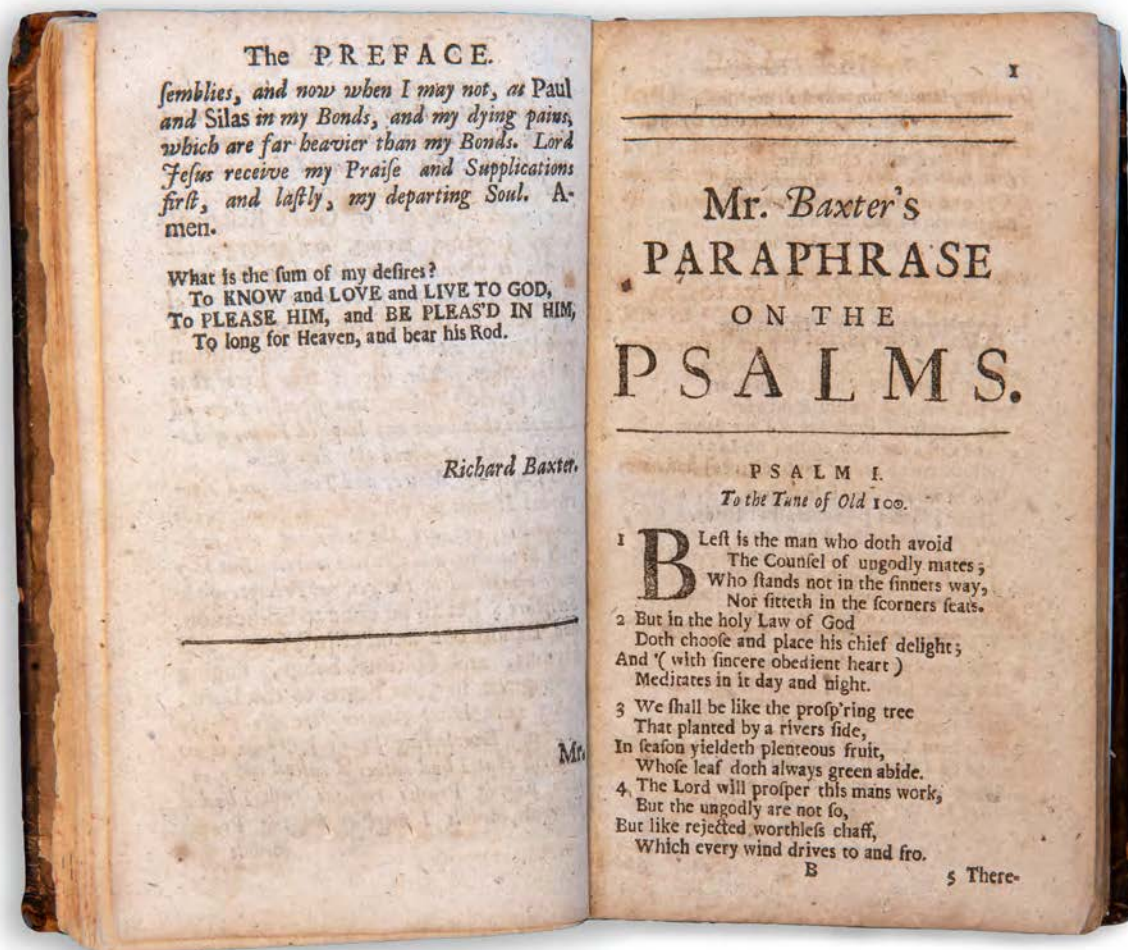 The PREFACE.
ſemblies, and now when I may not, as Paul
and Silas in my Bonds, and my dying pains,
which are far heavier than my Bonds. Lord
Jeſus receive my Praiſe and Supplications
firſt, and laſtly, my departing Soul. A-
men.
What is the ſum of my deſires?
To KNOW and LOVE and LIVE TO GOD,
To PLEASE HIM, and BE PLEAS'D IN HIM,
To long for Heaven, and bear his Rod.
Richard Baxter.
Mr.
1
Mr. Baxter's
PARAPHRASE
ON THE
PSALMS.
PSALM I.
To the Tune of Old 100.
1 BLeſt is the man who doth avoid
The Counſel of ungodly mates;
Who ſtands not in the ſinners way,
Nor ſitteth in the ſcorners ſeats.
2 But in the holy Law of God
Doth chooſe and place his chief delight;
And '( with ſincere obedient heart )
Meditates in it day and night.
3 We ſhall be like the proſp'ring tree
That planted by a rivers ſide,
In ſeaſon yieldeth plenteous fruit,
Whoſe leaf doth always green abide.
4 The Lord will proſper this mans work,
But the ungodly are not ſo,
But like rejected worthleſs chaff,
Which every wind drives to and fro.
B
5 There-